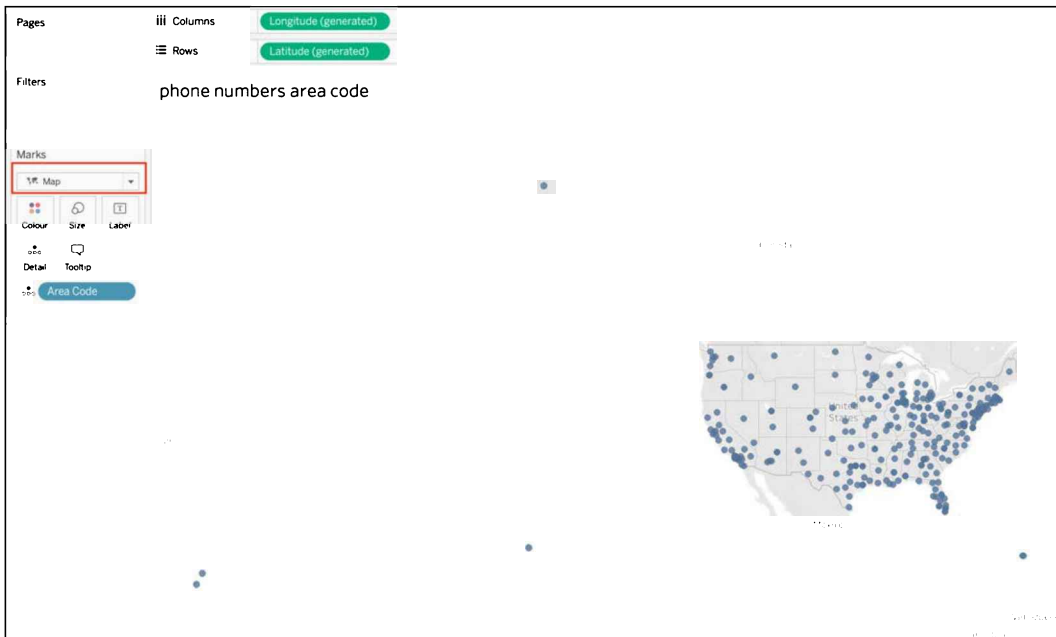 Pages
Columns
Longitude (generated)
Rows
Latitude (generated)
Filters
phone numbers area code
Marks
Map
Colour
Size
Label
Detail
Tooltip
Area Code
United
States